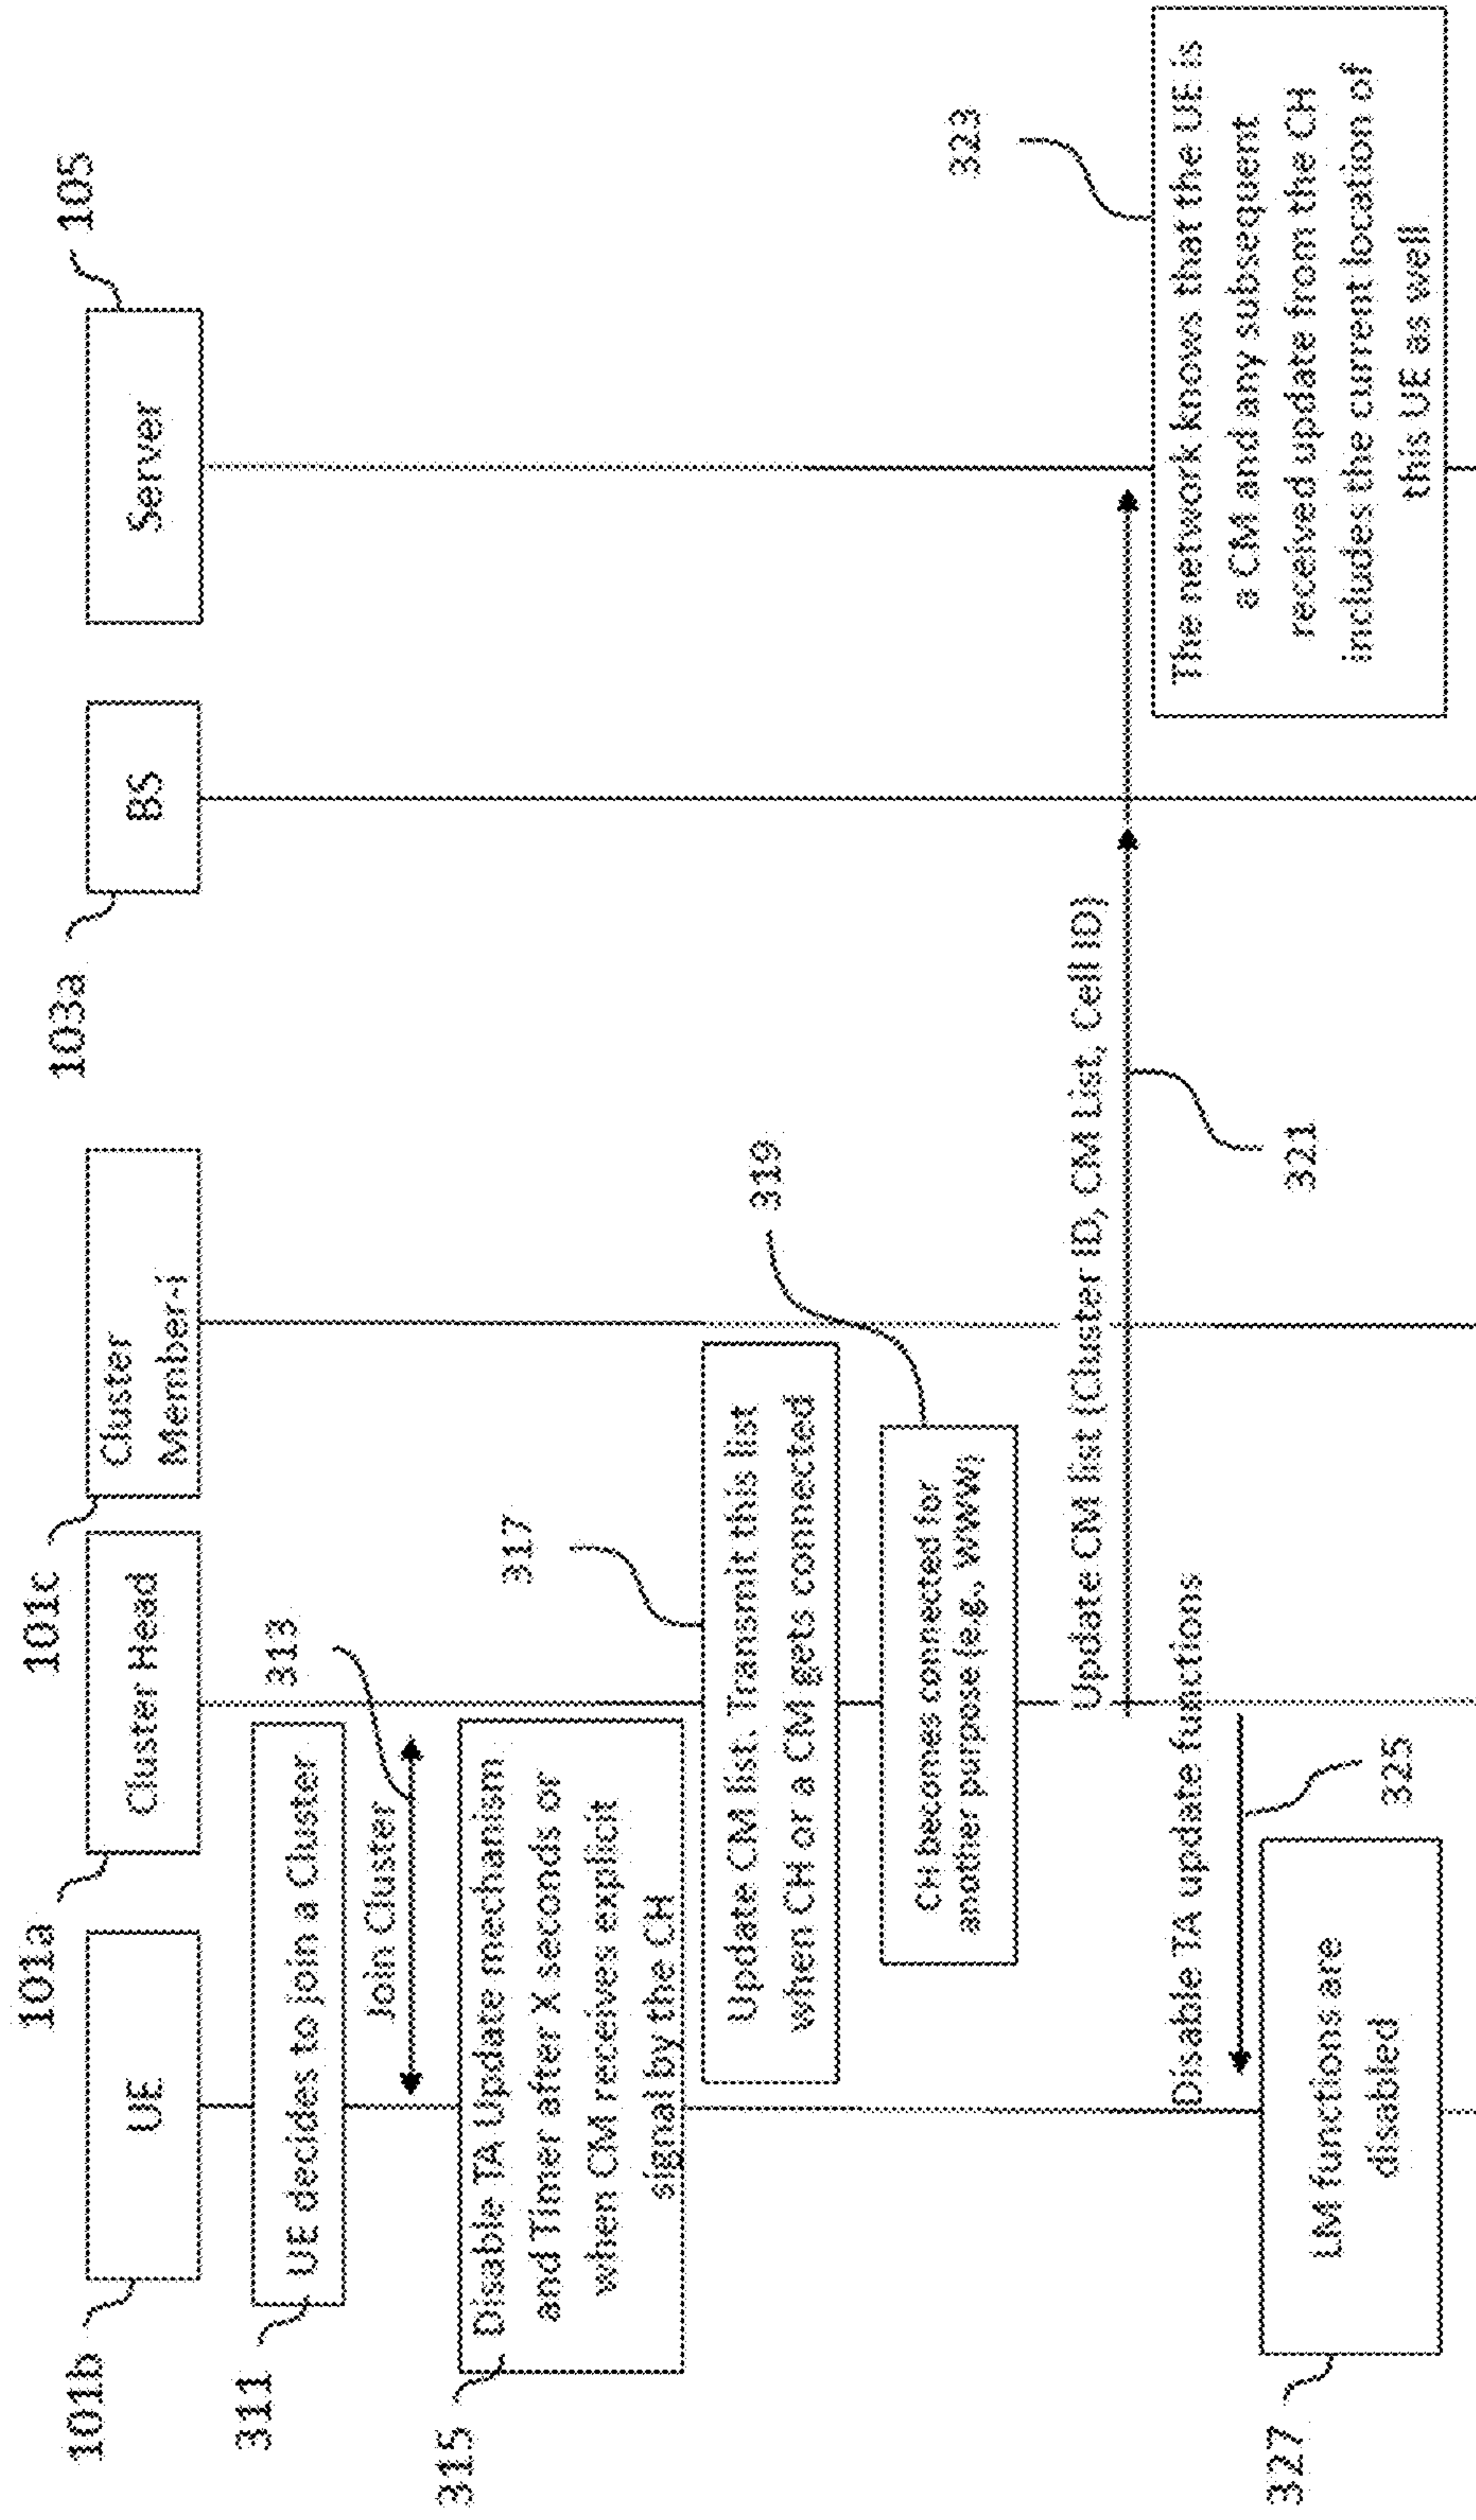 101b
UE
101a
Cluster Head
101c
Cluster
Member-i
103a
BS
Server
105
311
UE decides to join a Cluster
Join Cluster
313
315
Disable TA Update mechanism
and Timer after X seconds or
when CM receives explicit
signal by the CH
317
Update CM list. Transmit this list
when CH or a CM gets connected
319
CH becomes connected for
another purpose (e.g., WWW)
Update CM list (Cluster ID, CM List, Cell ID)
321
323
The network knows that the UE is
a CM and any subsequent
received update from the CH
includes the current location of
this UE as well
Disable TA update functions
325
327
LM functions are
disabled